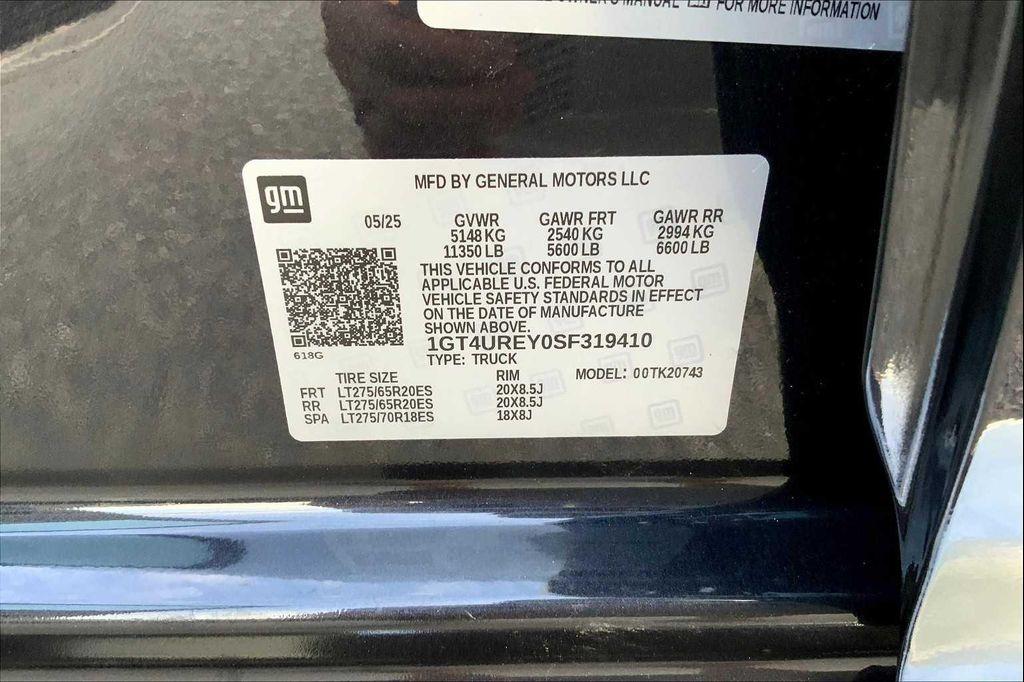 OWNER'S MANUAL FOR MORE INFORMATION
gm
MFD BY GENERAL MOTORS LLC
05/25 GVWR GAWR FRT GAWR RR
5148 KG 2540 KG 2994 KG
11350 LB 5600 LB 6600 LB
THIS VEHICLE CONFORMS TO ALL
APPLICABLE U.S. FEDERAL MOTOR
VEHICLE SAFETY STANDARDS IN EFFECT
ON THE DATE OF MANUFACTURE
SHOWN ABOVE.
618G
1GT4UREY0SF319410
TYPE: TRUCK
TIRE SIZE RIM MODEL: 00TK20743
FRT LT275/65R20ES 20X8.5J
RR LT275/65R20ES 20X8.5J
SPA LT275/70R18ES 18X8J